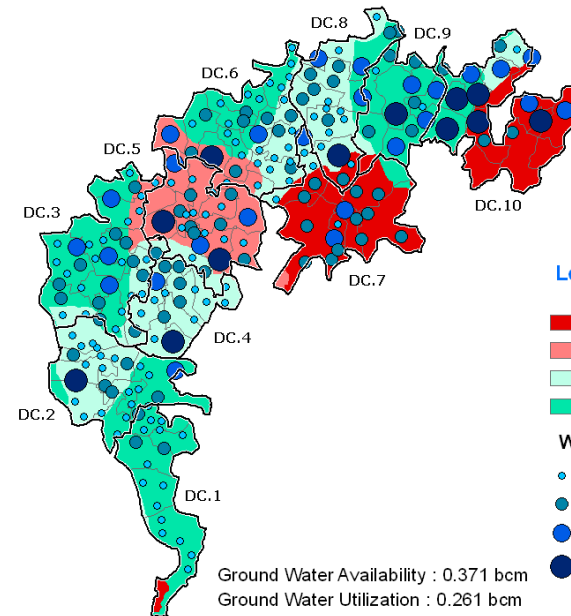 DC.8
DC.9
DC.6
DC.5
DC.3
DC.10
DC.7
DC.4
DC.2
DC.1
Ground Water Availability : 0.371 bcm
Ground Water Utilization : 0.261 bcm